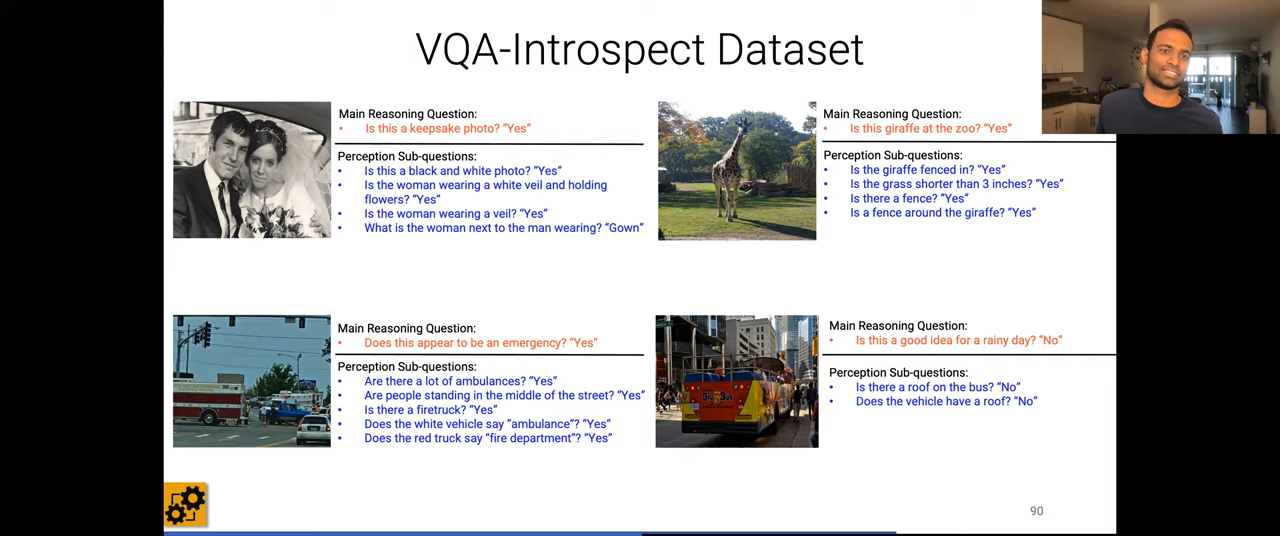 VQA-Introspect Dataset
Main Reasoning Question:
• Is this a keepsake photo? “Yes”
Perception Sub-questions:
• Is this a black and white photo? “Yes”
• Is the woman wearing a white veil and holding
flowers? “Yes”
• Is the woman wearing a veil? “Yes”
• What is the woman next to the man wearing? “Gown”
Main Reasoning Question:
• Is this giraffe at the zoo? “Yes”
Perception Sub-questions:
• Is the giraffe fenced in? “Yes”
• Is the grass shorter than 3 inches? “Yes”
• Is there a fence? “Yes”
• Is a fence around the giraffe? “Yes”
Main Reasoning Question:
• Does this appear to be an emergency? “Yes”
Perception Sub-questions:
• Are there a lot of ambulances? “Yes”
• Are people standing in the middle of the street? “Yes”
• Is there a firetruck? “Yes”
• Does the white vehicle say “ambulance”? “Yes”
• Does the red truck say “fire department”? “Yes”
Main Reasoning Question:
• Is this a good idea for a rainy day? “No”
Perception Sub-questions:
• Is there a roof on the bus? “No”
• Does the vehicle have a roof? “No”
90